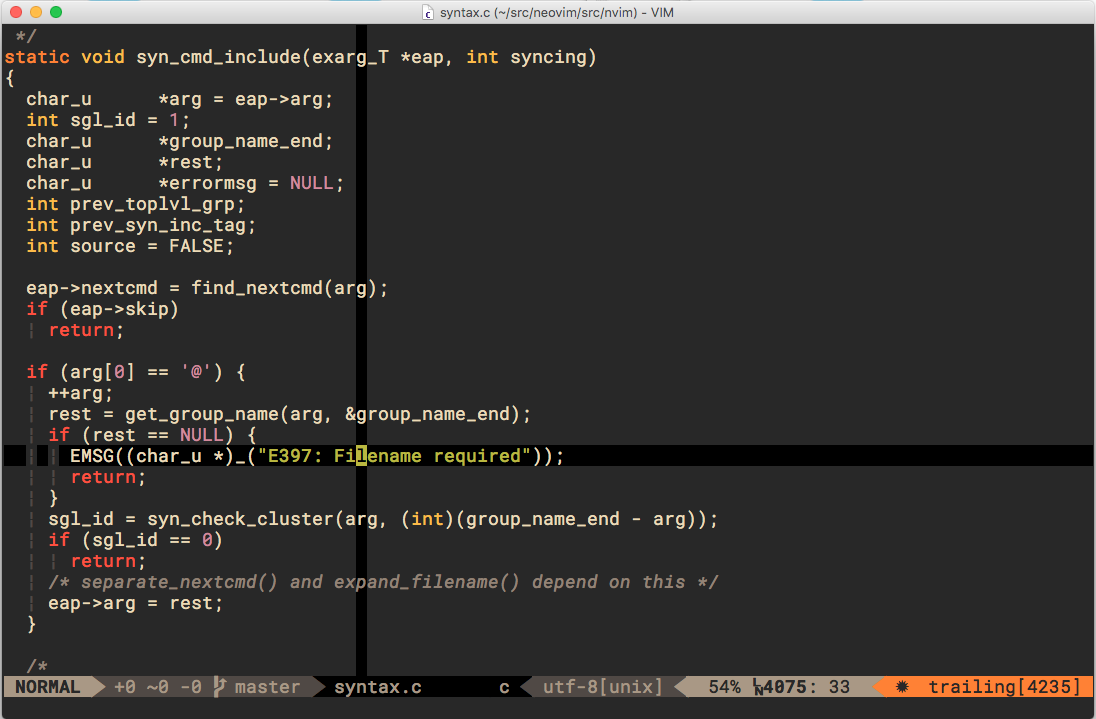 syntax.c (~/src/neovim/src/nvim) - VIM
*/
static void syn_cmd_include(exarg_T *eap, int syncing)
{
  char_u      *arg = eap->arg;
  int sgl_id = 1;
  char_u      *group_name_end;
  char_u      *rest;
  char_u      *errormsg = NULL;
  int prev_toplvl_grp;
  int prev_syn_inc_tag;
  int source = FALSE;

  eap->nextcmd = find_nextcmd(arg);
  if (eap->skip)
  ¦ return;

  if (arg[0] == '@') {
  ¦ ++arg;
  ¦ rest = get_group_name(arg, &group_name_end);
  ¦ if (rest == NULL) {
  ¦ ¦ EMSG((char_u *)_("E397: Filename required"));
  ¦ ¦ return;
  ¦ }
  ¦ sgl_id = syn_check_cluster(arg, (int)(group_name_end - arg));
  ¦ if (sgl_id == 0)
  ¦ ¦ return;
  ¦ /* separate_nextcmd() and expand_filename() depend on this */
  ¦ eap->arg = rest;
  }

  /*
NORMAL +0 ~0 -0 master syntax.c c utf-8[unix] 54% LN 4075: 33 ✹ trailing[4235]